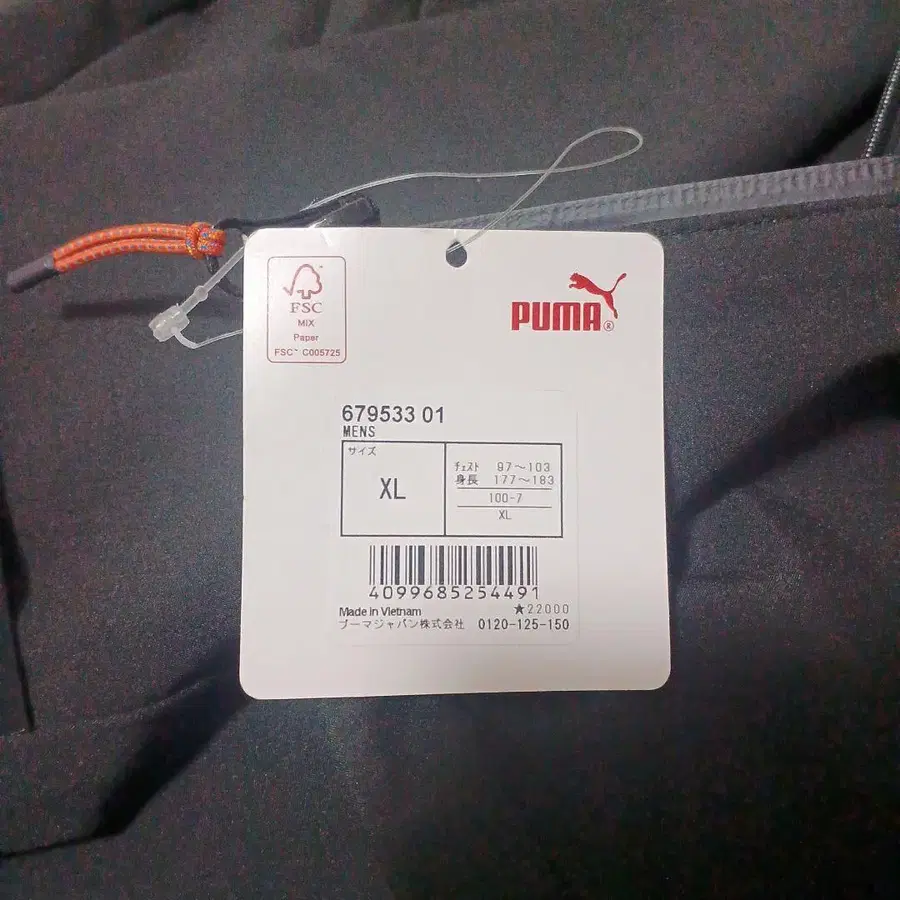 FSC
MIX
Paper
FSC™ C005725
PUMA®
679533 01
MENS
サイズ
XL
ﾁｪｽﾄ 97～103
身長 177～183
100-7
XL
4099685254491
Made in Vietnam
★22000
プーマジャパン株式会社 0120-125-150